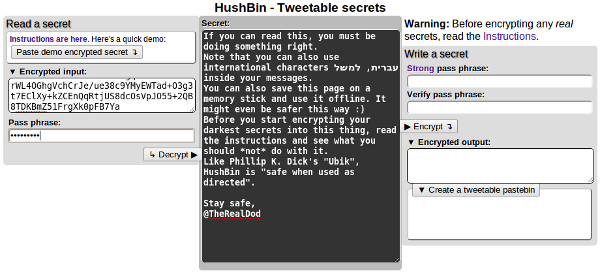 HushBin - Tweetable secrets
Read a secret
Instructions are here. Here's a quick demo:
Paste demo encrypted secret ↴
▼ Encrypted input:
rWL4OGhgVchCrJe/ue38c9YMyEWTad+O3g3
t7EClXy+kZCEnQqRtjUS8dcOsVpJO55+2QB
8TDKBmZ51FrgXk0pFB7Ya
Pass phrase:
•••••••••
↳ Decrypt ▶
Secret:
If you can read this, you must be
doing something right.
Note that you can also use
international characters עברית, למשל
inside your messages.
You can also save this page on a
memory stick and use it offline. It
might even be safer this way :)
Before you start encrypting your
darkest secrets into this thing, read
the instructions and see what you
should *not* do with it.
Like Phillip K. Dick's "Ubik",
HushBin is "safe when used as
directed".
Stay safe,
@TheRealDod
Warning: Before encrypting any real
secrets, read the Instructions.
Write a secret
Strong pass phrase:
Verify pass phrase:
▶ Encrypt ↴
▼ Encrypted output:
▼ Create a tweetable pastebin